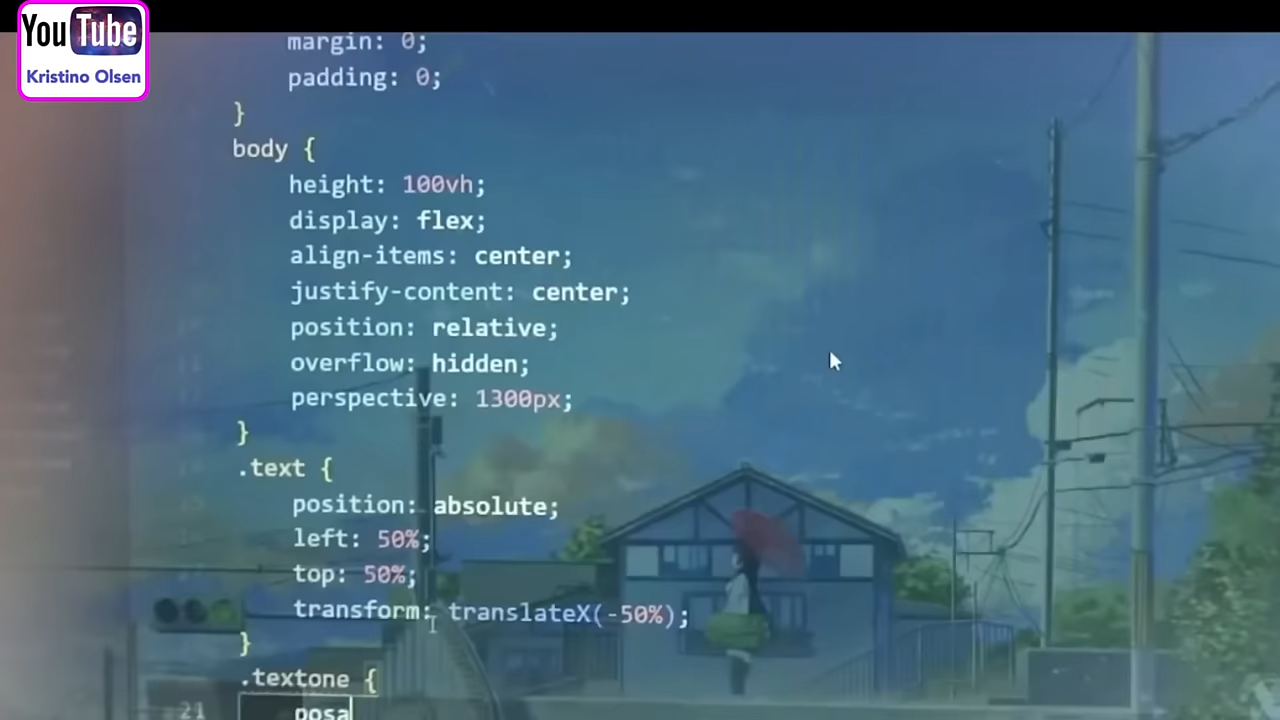 YouTube
Kristino Olsen
margin: 0;
padding: 0;
}
body {
height: 100vh;
display: flex;
align-items: center;
justify-content: center;
position: relative;
overflow: hidden;
perspective: 1300px;
}
.text {
position: absolute;
left: 50%;
top: 50%;
transform: translateX(-50%);
}
.textone {
21 posa